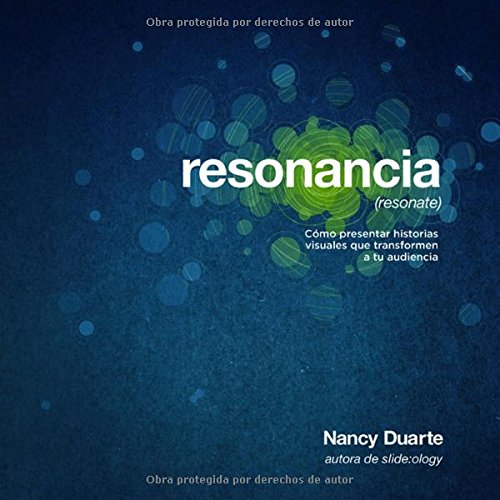 Obra protegida por derechos de autor
resonancia
(resonate)
Cómo presentar historias
visuales que transformen
a tu audiencia
Nancy Duarte
autora de slide:ology
Obra protegida por derechos de autor